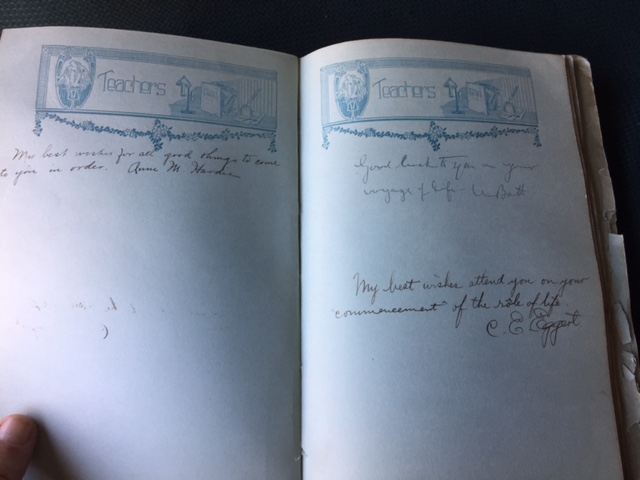 Teachers
My best wishes for all good things to come
to you in order. Anne M.
Teachers
Good luck to you on your
voyage of life
My best wishes attend you on your
"commencement" of the rôle of life
C. E. Eggert